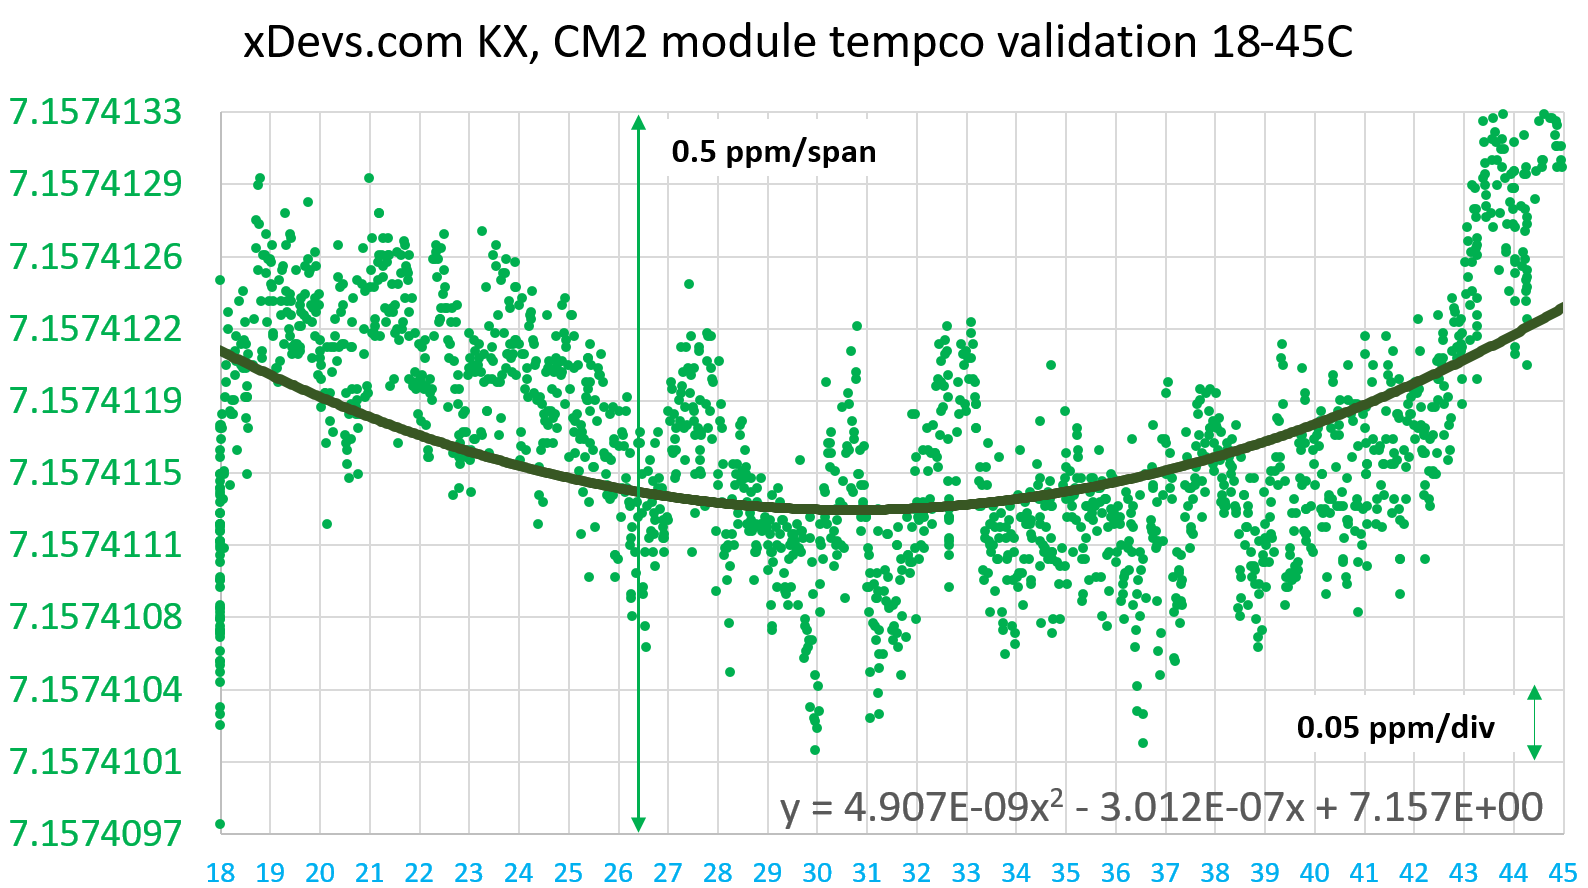 xDevs.com KX, CM2 module tempco validation 18-45C
7.1574133
7.1574129
7.1574126
7.1574122
7.1574119
7.1574115
7.1574111
7.1574108
7.1574104
7.1574101
7.1574097
0.5 ppm/span
0.05 ppm/div
y = 4.907E-09x² - 3.012E-07x + 7.157E+00
18 19 20 21 22 23 24 25 26 27 28 29 30 31 32 33 34 35 36 37 38 39 40 41 42 43 44 45